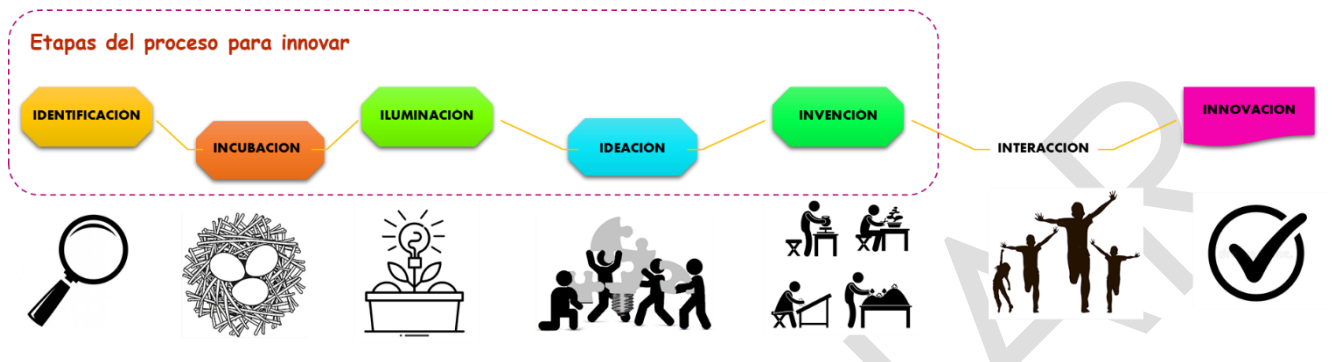 Etapas del proceso para innovar
IDENTIFICACION
INCUBACION
ILUMINACION
IDEACION
INVENCION
INTERACCION
INNOVACION